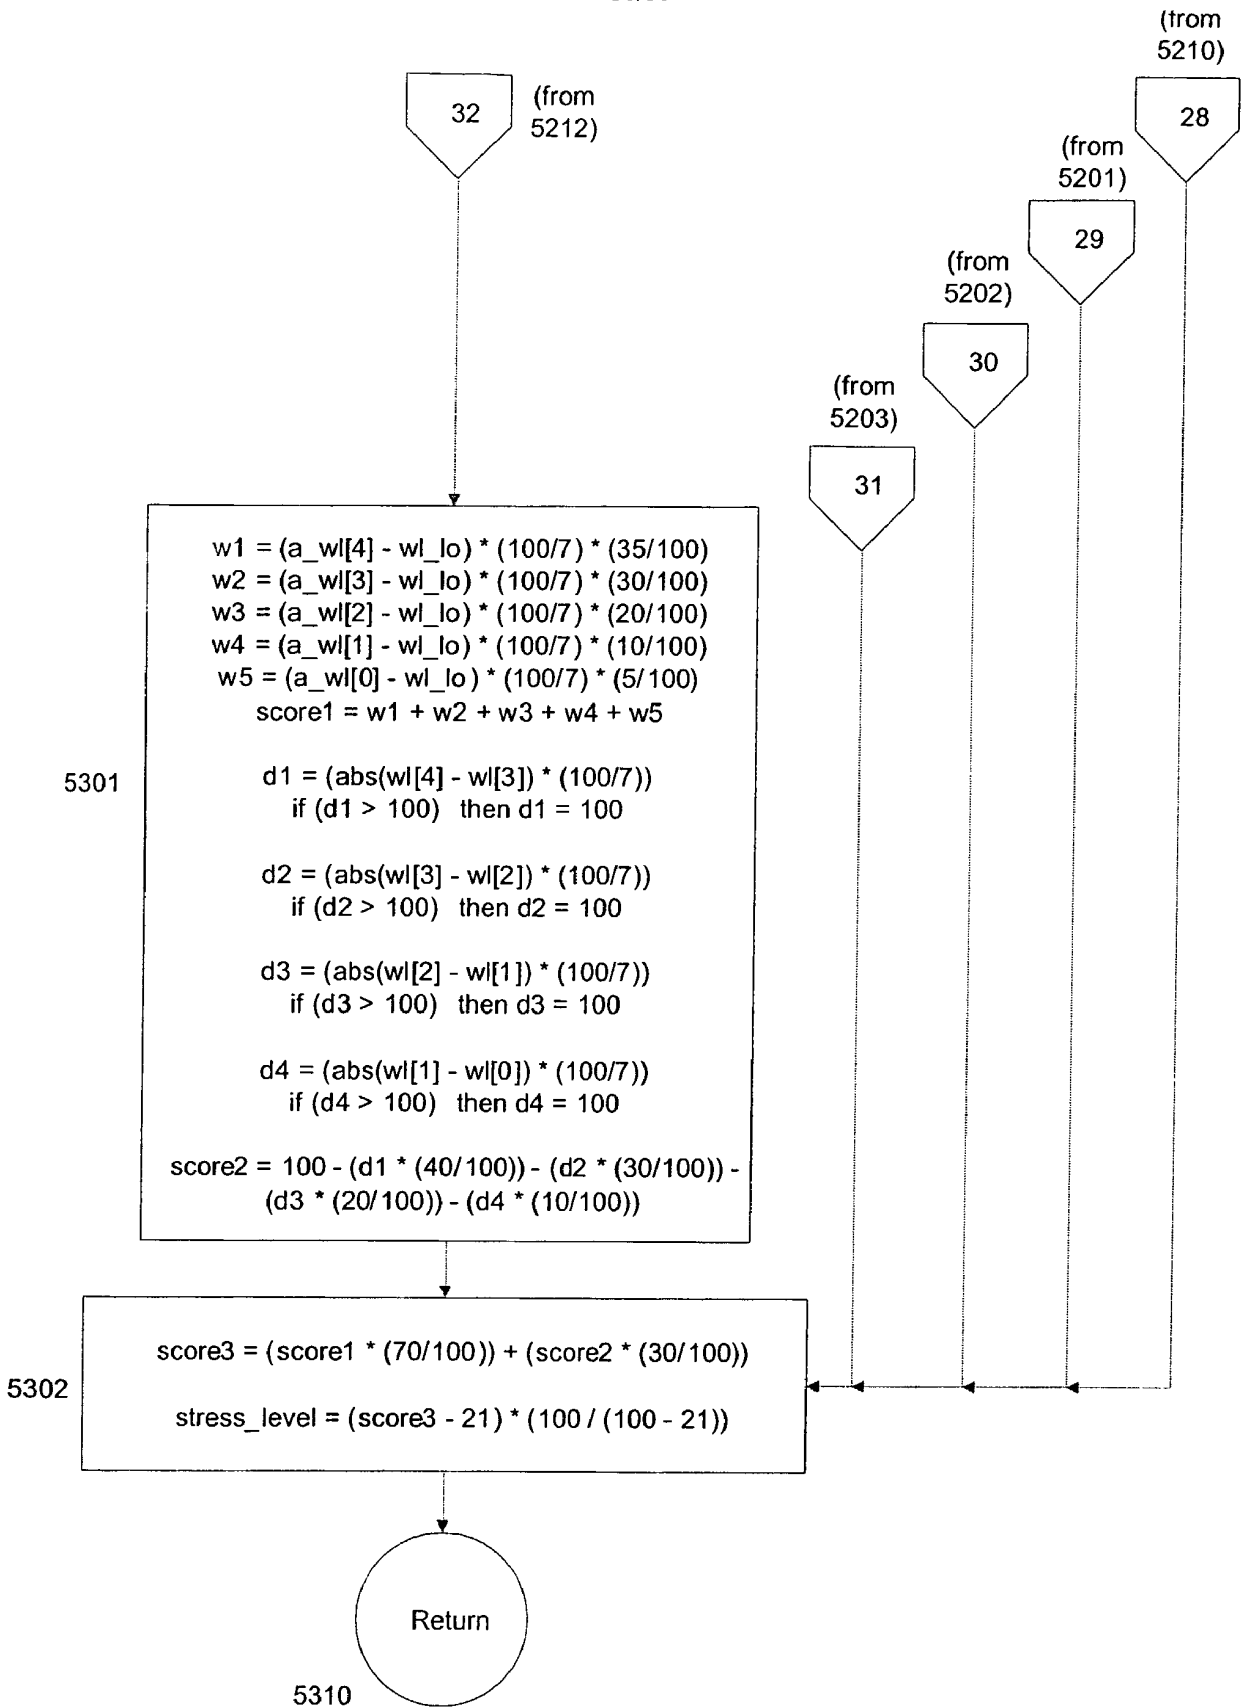 (from
5210)
28
32
(from
5212)
(from
5201)
29
(from
5202)
30
(from
5203)
31
w1 = (a_wl[4] - wl_lo) * (100/7) * (35/100)
w2 = (a_wl[3] - wl_lo) * (100/7) * (30/100)
w3 = (a_wl[2] - wl_lo) * (100/7) * (20/100)
w4 = (a_wl[1] - wl_lo) * (100/7) * (10/100)
w5 = (a_wl[0] - wl_lo) * (100/7) * (5/100)
score1 = w1 + w2 + w3 + w4 + w5
5301
d1 = (abs(wl[4] - wl[3]) * (100/7))
if (d1 > 100) then d1 = 100
d2 = (abs(wl[3] - wl[2]) * (100/7))
if (d2 > 100) then d2 = 100
d3 = (abs(wl[2] - wl[1]) * (100/7))
if (d3 > 100) then d3 = 100
d4 = (abs(wl[1] - wl[0]) * (100/7))
if (d4 > 100) then d4 = 100
score2 = 100 - (d1 * (40/100)) - (d2 * (30/100)) -
(d3 * (20/100)) - (d4 * (10/100))
score3 = (score1 * (70/100)) + (score2 * (30/100))
5302
stress_level = (score3 - 21) * (100 / (100 - 21))
Return
5310